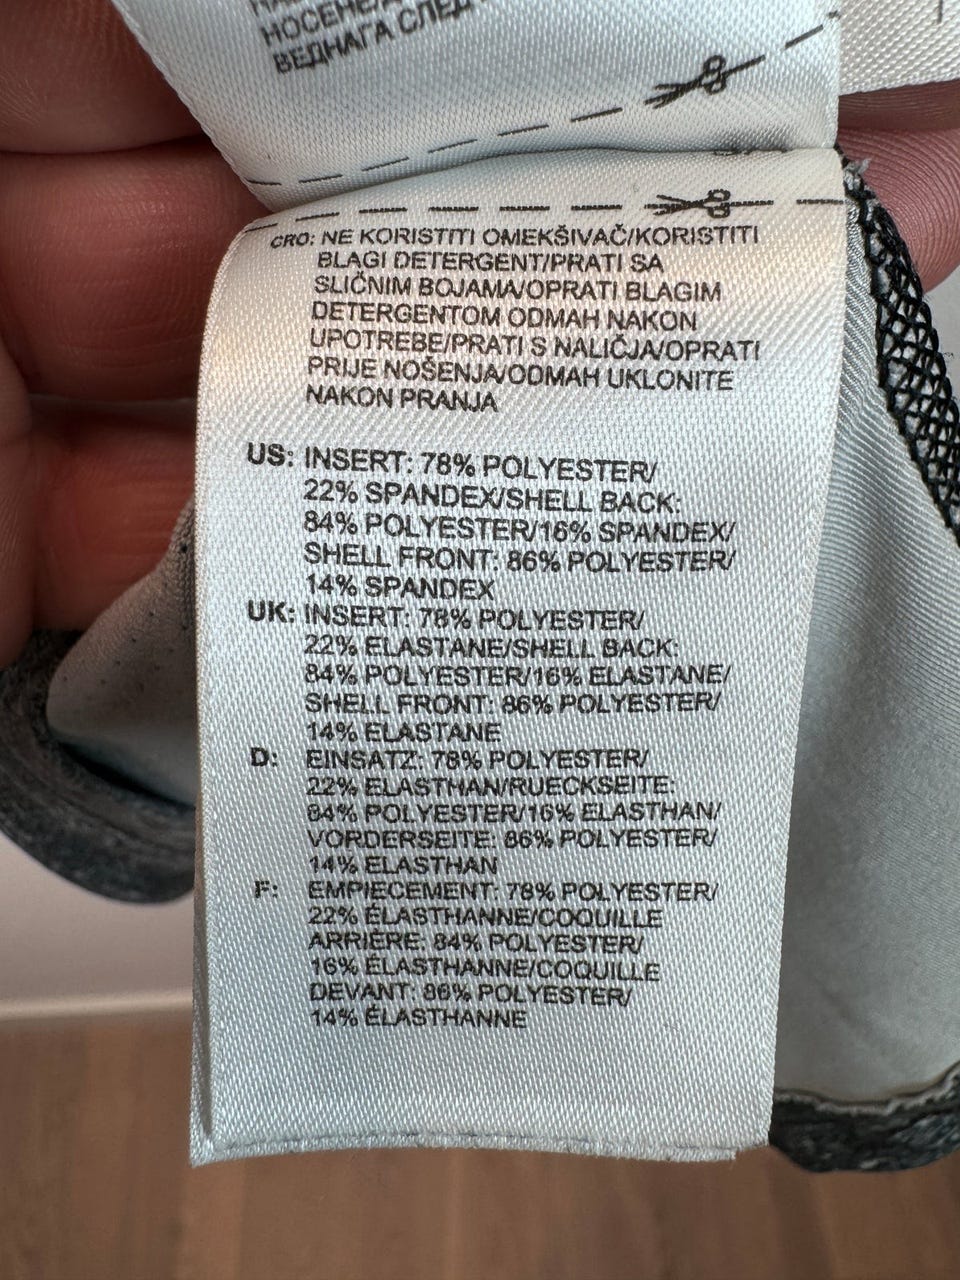 НОСЕНЕ/
ВЕДНАГА СЛЕД
CRO: NE KORISTITI OMEKŠIVAČ/KORISTITI
BLAGI DETERGENT/PRATI SA
SLIČNIM BOJAMA/OPRATI BLAGIM
DETERGENTOM ODMAH NAKON
UPOTREBE/PRATI S NALIČJA/OPRATI
PRIJE NOŠENJA/ODMAH UKLONITE
NAKON PRANJA
US: INSERT: 78% POLYESTER/
22% SPANDEX/SHELL BACK:
84% POLYESTER/16% SPANDEX/
SHELL FRONT: 86% POLYESTER/
14% SPANDEX
UK: INSERT: 78% POLYESTER/
22% ELASTANE/SHELL BACK:
84% POLYESTER/16% ELASTANE/
SHELL FRONT: 86% POLYESTER/
14% ELASTANE
D: EINSATZ: 78% POLYESTER/
22% ELASTHAN/RUECKSEITE:
84% POLYESTER/16% ELASTHAN/
VORDERSEITE: 86% POLYESTER/
14% ELASTHAN
F: EMPIECEMENT: 78% POLYESTER/
22% ÉLASTHANNE/COQUILLE
ARRIÈRE: 84% POLYESTER/
16% ÉLASTHANNE/COQUILLE
DEVANT: 86% POLYESTER/
14% ÉLASTHANNE